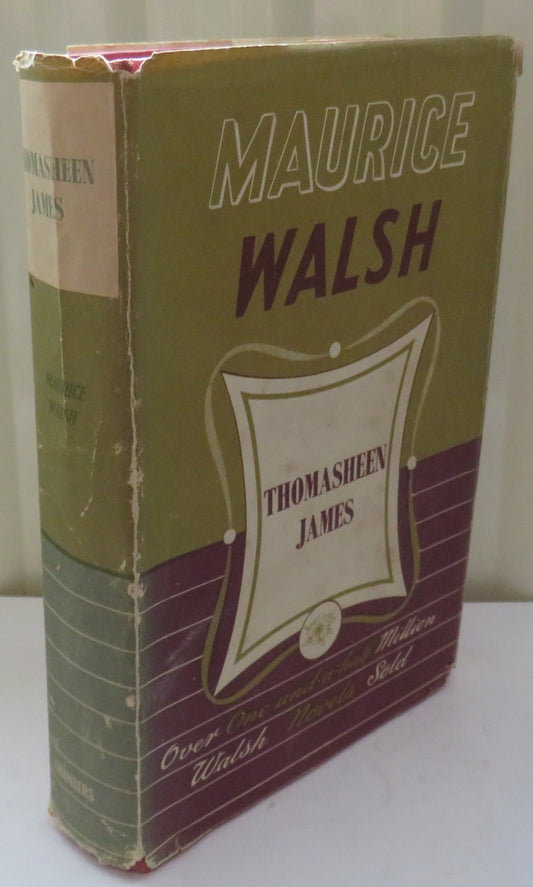 THOMASHEEN
JAMES
MAURICE
WALSH
CHAMBERS
MAURICE
WALSH
THOMASHEEN
JAMES
Over One-and-a-half Million
Walsh Novels Sold